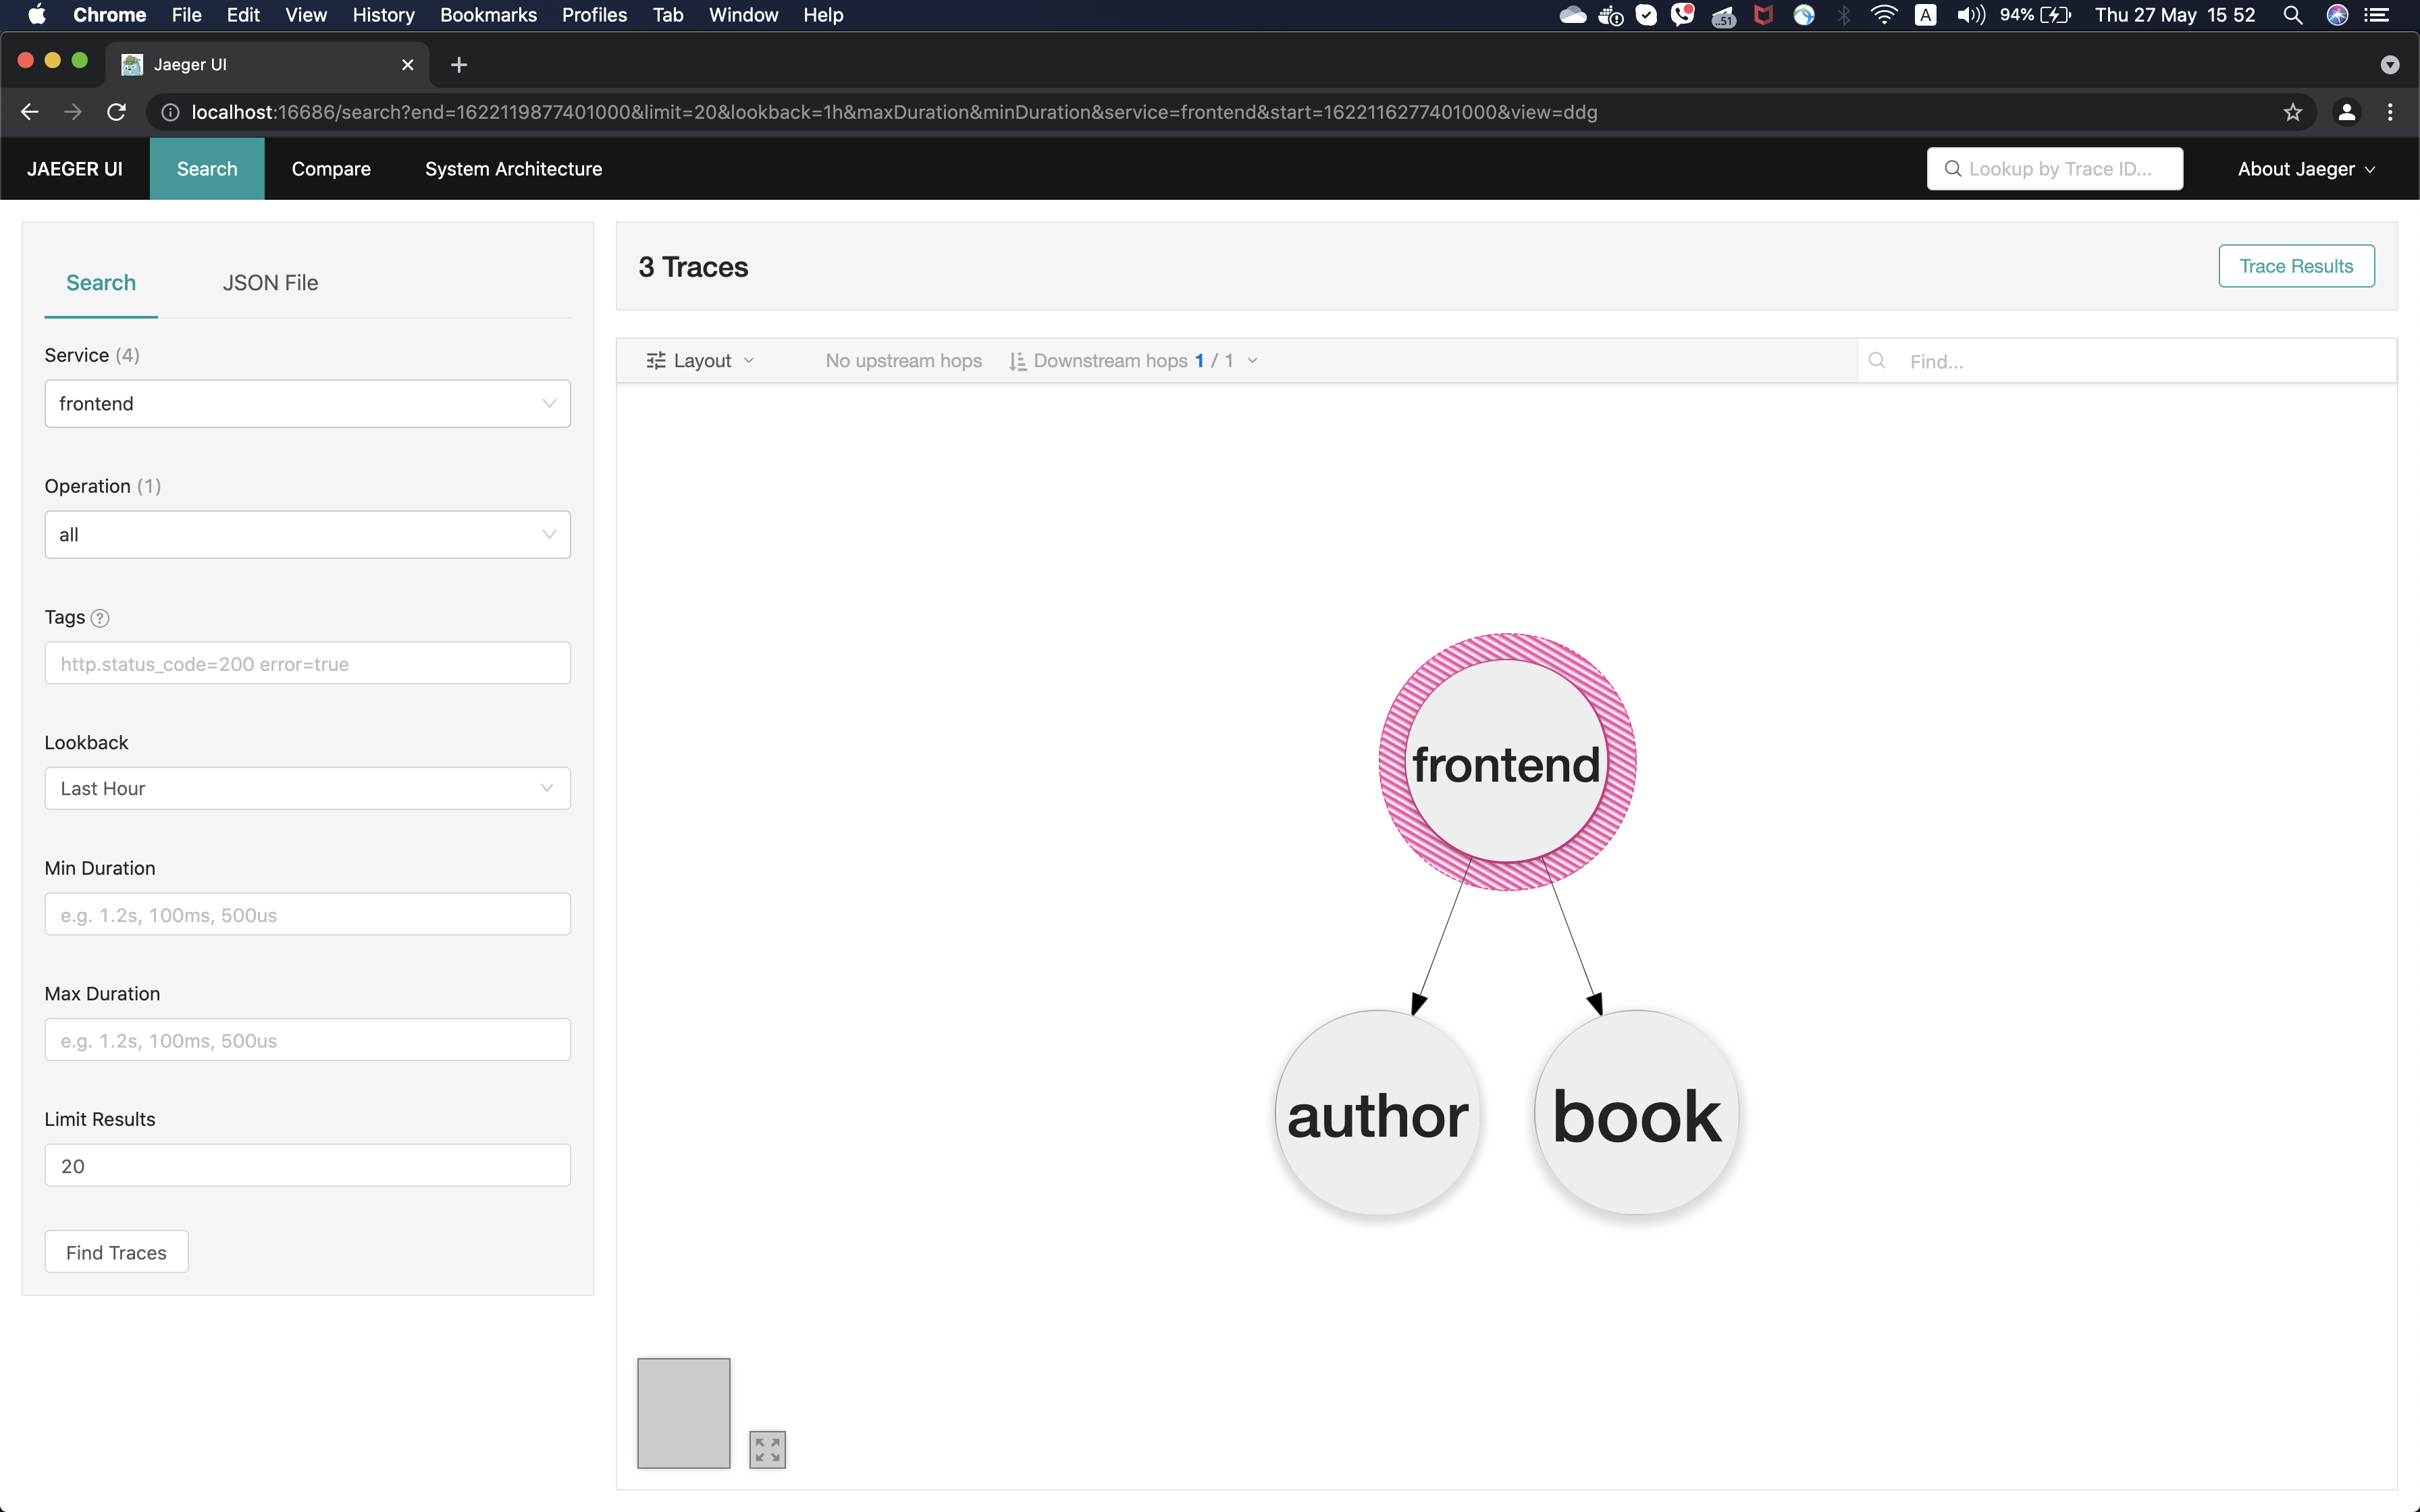 Chrome File Edit View History Bookmarks Profiles Tab Window Help
..51 A 94% Thu 27 May 15 52
Jaeger UI
localhost:16686/search?end=1622119877401000&limit=20&lookback=1h&maxDuration&minDuration&service=frontend&start=1622116277401000&view=ddg
JAEGER UI Search Compare System Architecture Lookup by Trace ID... About Jaeger
Search JSON File
Service (4)
frontend
Operation (1)
all
Tags ?
http.status_code=200 error=true
Lookback
Last Hour
Min Duration
e.g. 1.2s, 100ms, 500us
Max Duration
e.g. 1.2s, 100ms, 500us
Limit Results
20
Find Traces
3 Traces Trace Results
Layout No upstream hops Downstream hops 1 / 1 Find...
frontend
author book